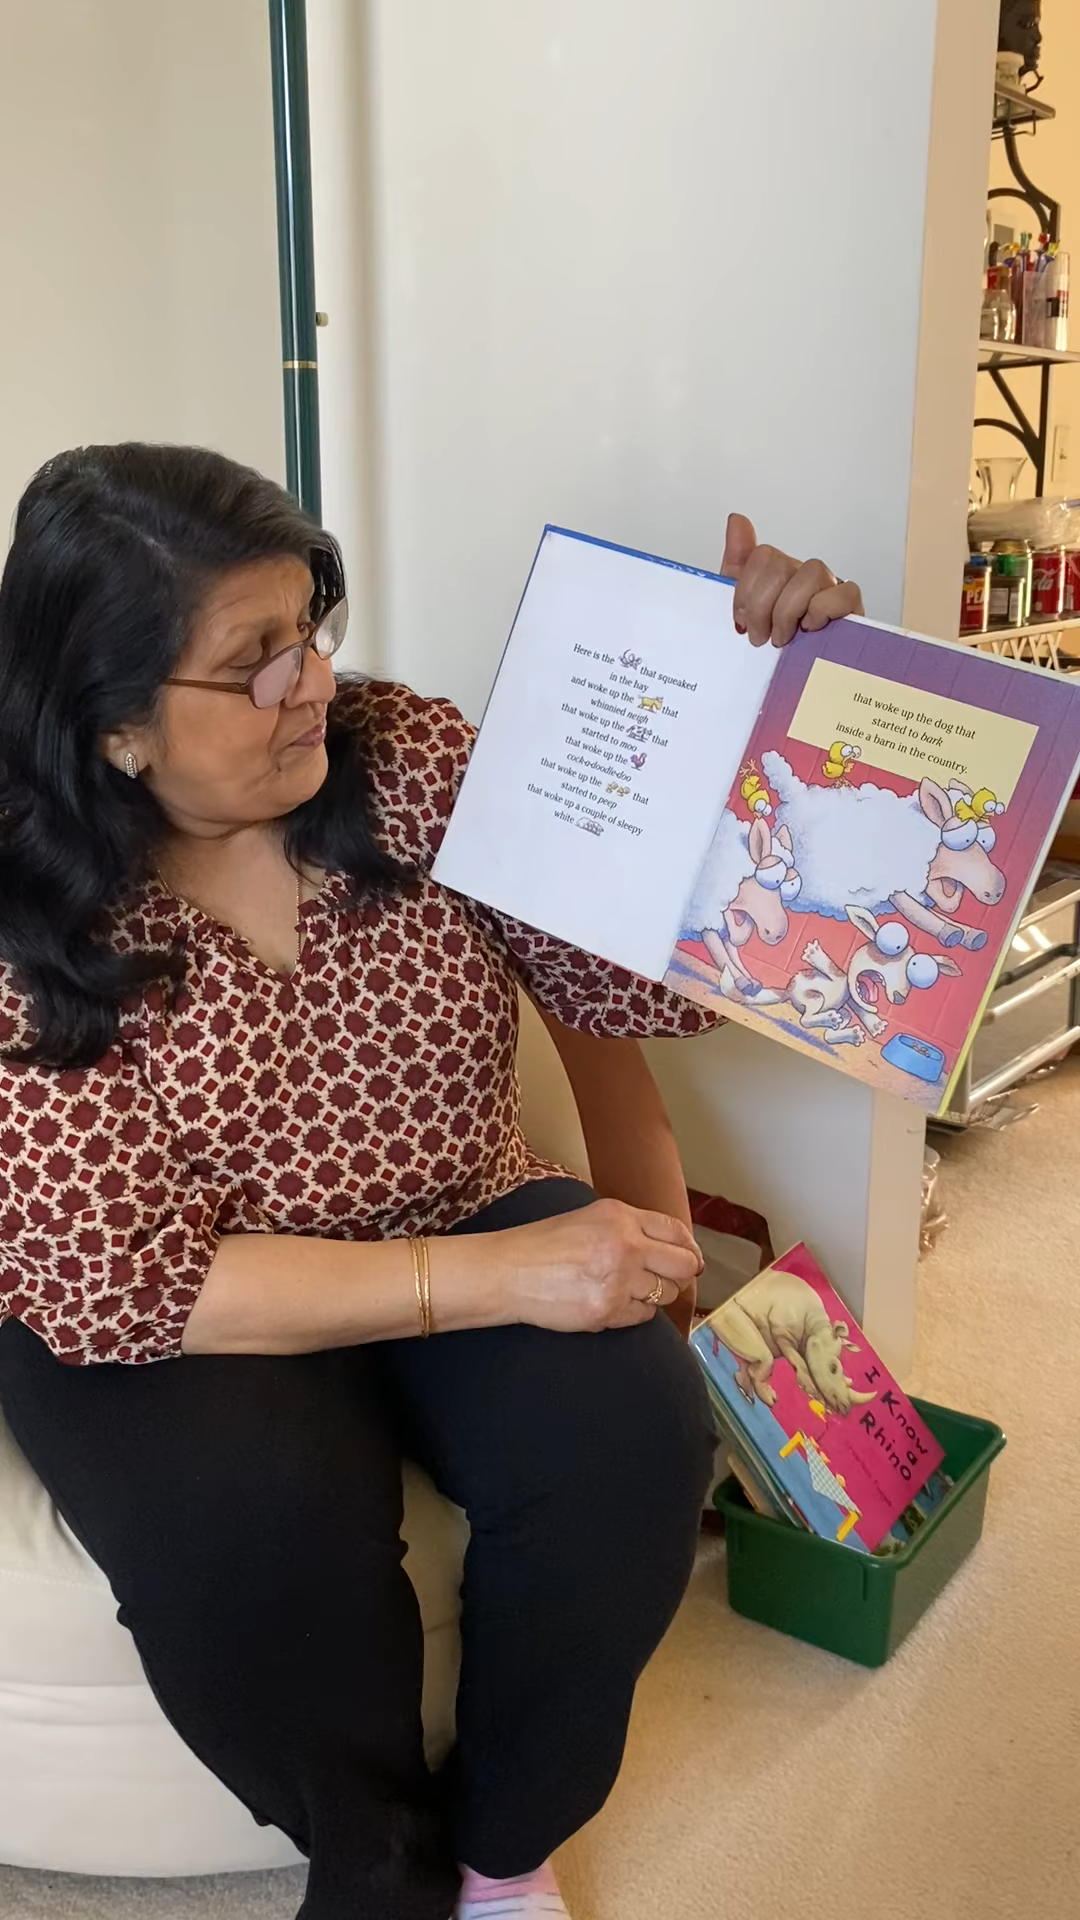 Here is the that squeaked
in the hay
and woke up the that
whinnied neigh
that woke up the that
started to moo
that woke up the
cock-a-doodle-doo
that woke up the that
started to peep
that woke up a couple of sleepy
white
that woke up the dog that
started to bark
inside a barn in the country.
I Know
a
Rhino